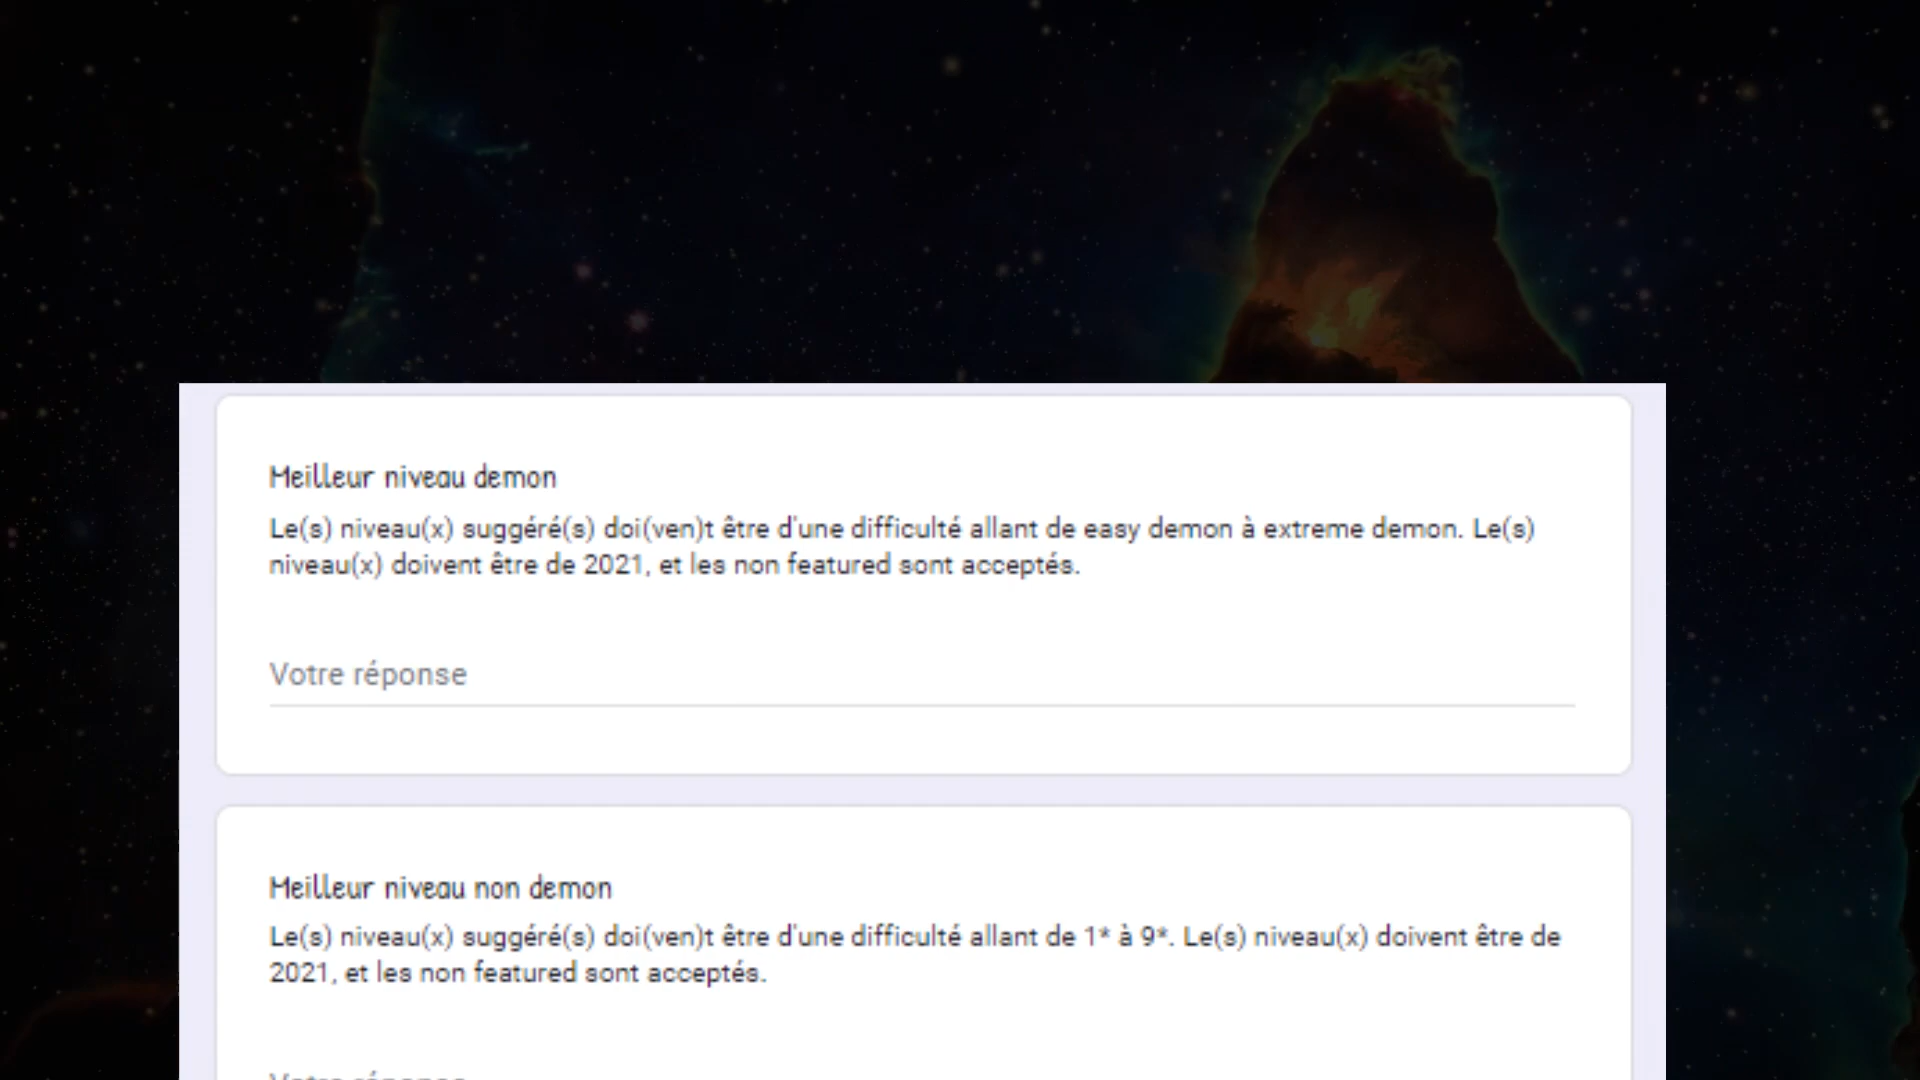 Meilleur niveau demon
Le(s) niveau(x) suggéré(s) doi(ven)t être d'une difficulté allant de easy demon à extreme demon. Le(s)
niveau(x) doivent être de 2021, et les non featured sont acceptés.
Votre réponse
Meilleur niveau non demon
Le(s) niveau(x) suggéré(s) doi(ven)t être d'une difficulté allant de 1* à 9*. Le(s) niveau(x) doivent être de
2021, et les non featured sont acceptés.